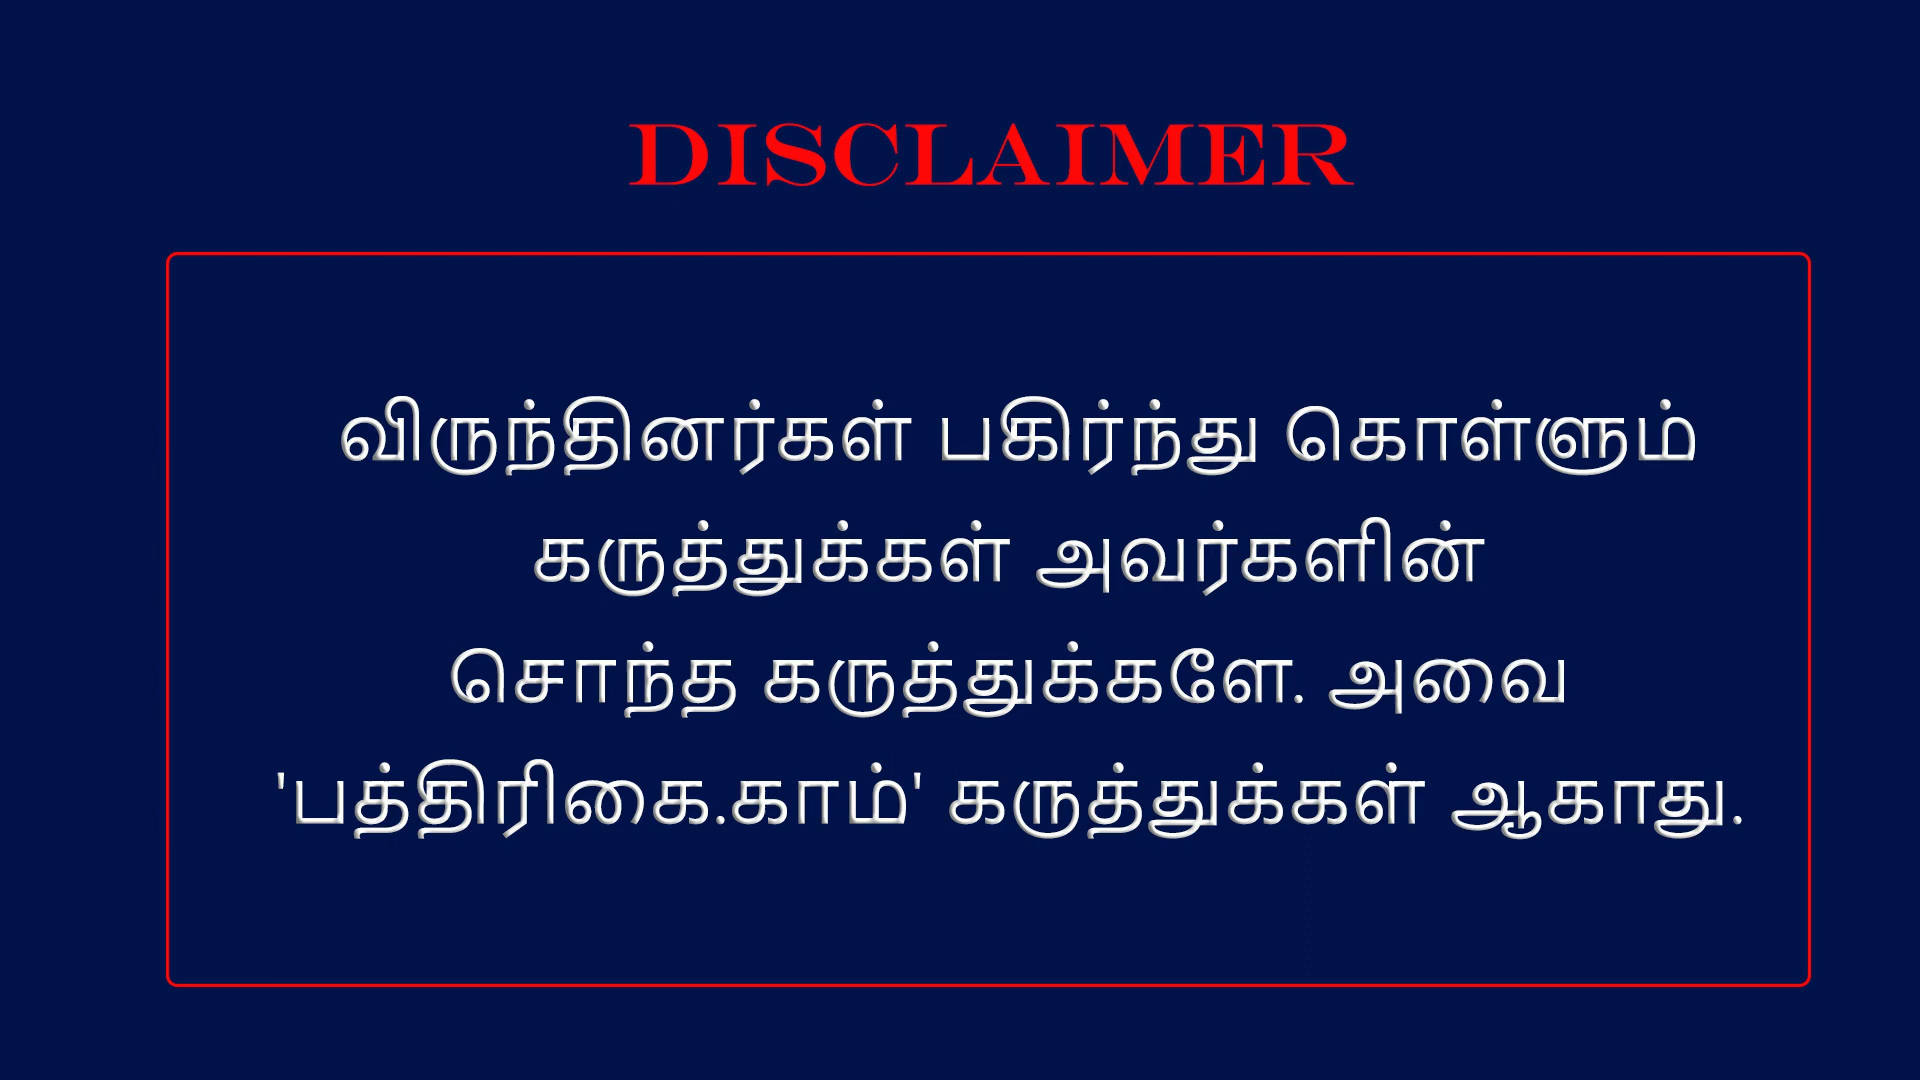 DISCLAIMER
விருந்தினர்கள் பகிர்ந்து கொள்ளும்
கருத்துக்கள் அவர்களின்
சொந்த கருத்துக்களே. அவை
'பத்திரிகை.காம்' கருத்துக்கள் ஆகாது.